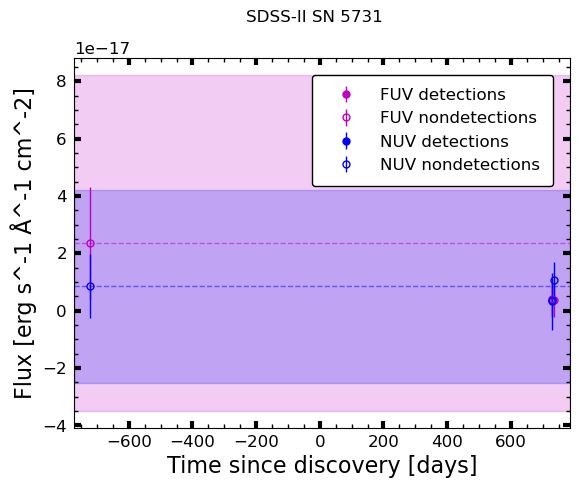 SDSS-II SN 5731
1e−17
8
6
4
2
0
−2
−4
Flux [erg s^-1 Å^-1 cm^-2]
FUV detections
FUV nondetections
NUV detections
NUV nondetections
−600 −400 −200 0 200 400 600
Time since discovery [days]